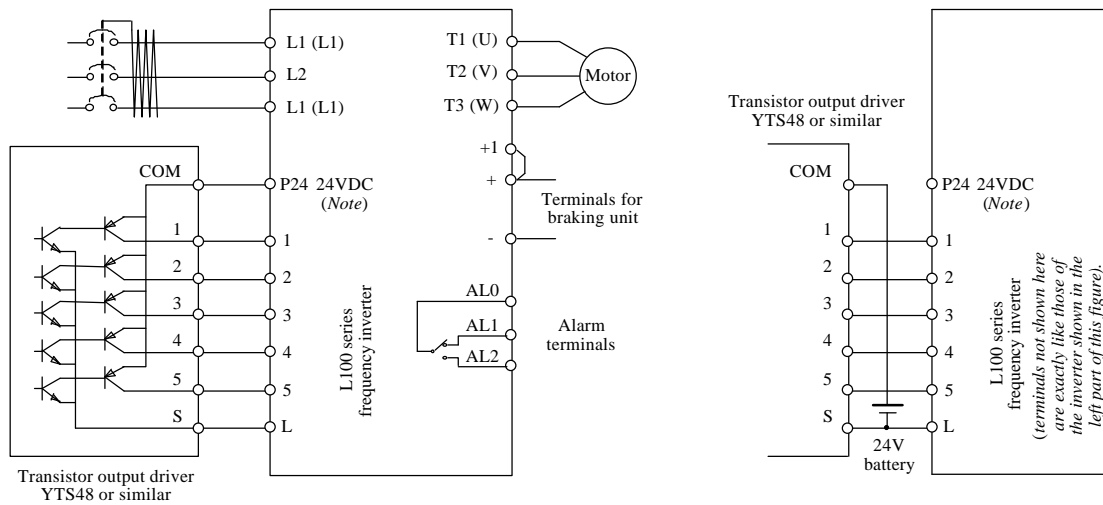 L1 (L1)
L2
L1 (L1)
T1 (U)
T2 (V)
T3 (W)
Motor
+1
+
-
Terminals for
braking unit
COM
1
2
3
4
5
S
P24 24VDC
(Note)
1
2
3
4
5
L
L100 series
frequency inverter
AL0
AL1
AL2
Alarm
terminals
Transistor output driver
YTS48 or similar
Transistor output driver
YTS48 or similar
COM
1
2
3
4
5
S
24V
battery
P24 24VDC
(Note)
1
2
3
4
5
L
L100 series
frequency inverter
(terminals not shown here
are exactly like those of
the inverter shown in the
left part of this figure).